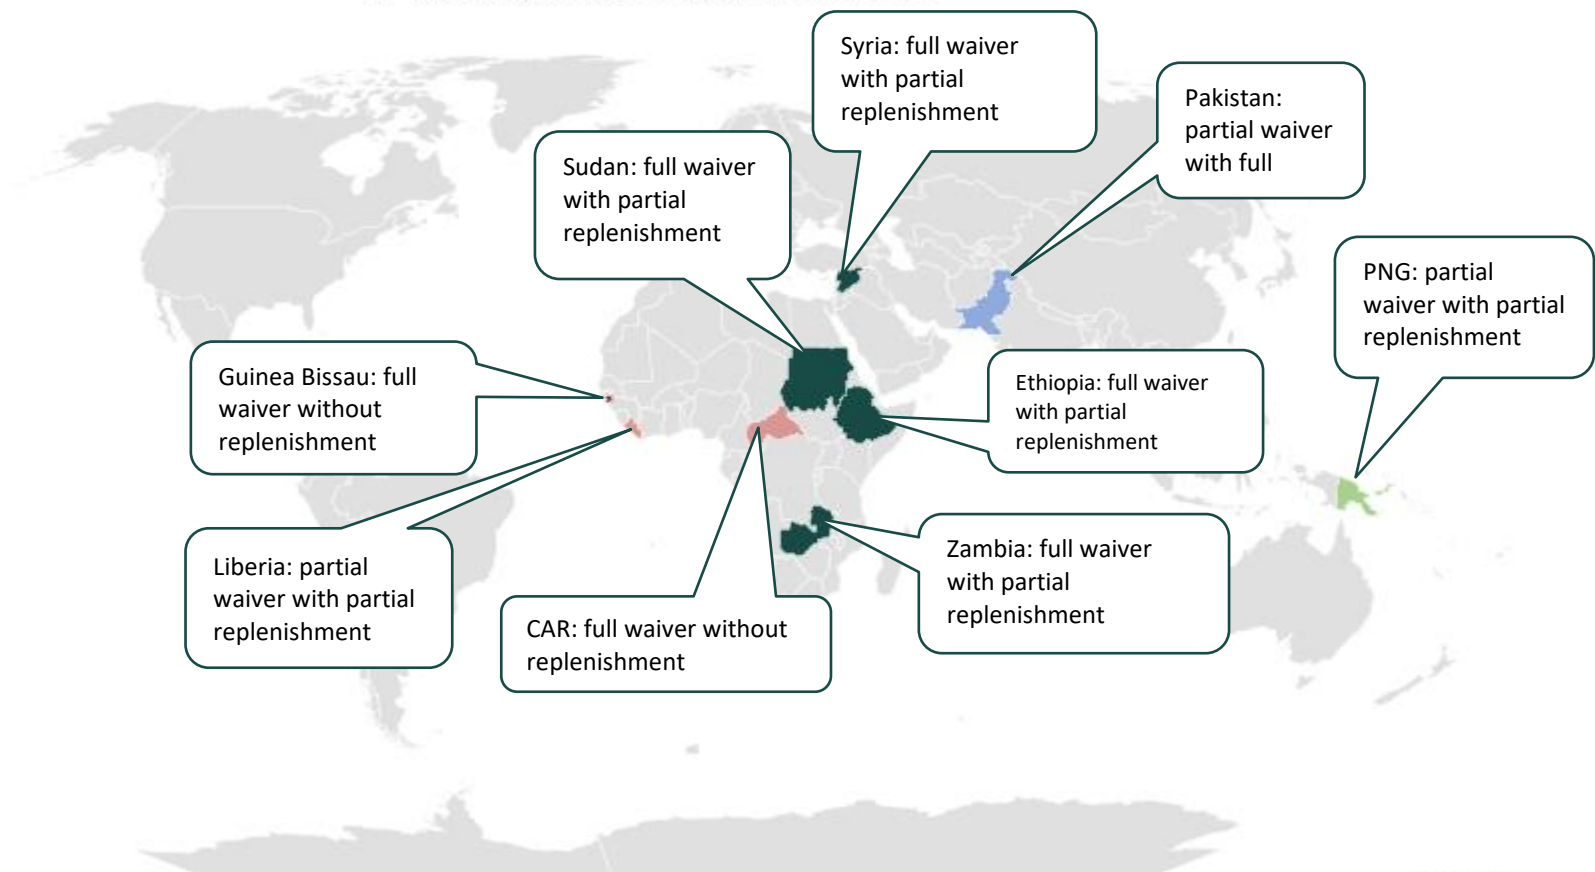 Syria: full waiver
with partial
replenishment
Pakistan:
partial waiver
with full
Sudan: full waiver
with partial
replenishment
PNG: partial
waiver with partial
replenishment
Guinea Bissau: full
waiver without
replenishment
Ethiopia: full waiver
with partial
replenishment
Liberia: partial
waiver with partial
replenishment
CAR: full waiver without
replenishment
Zambia: full waiver
with partial
replenishment